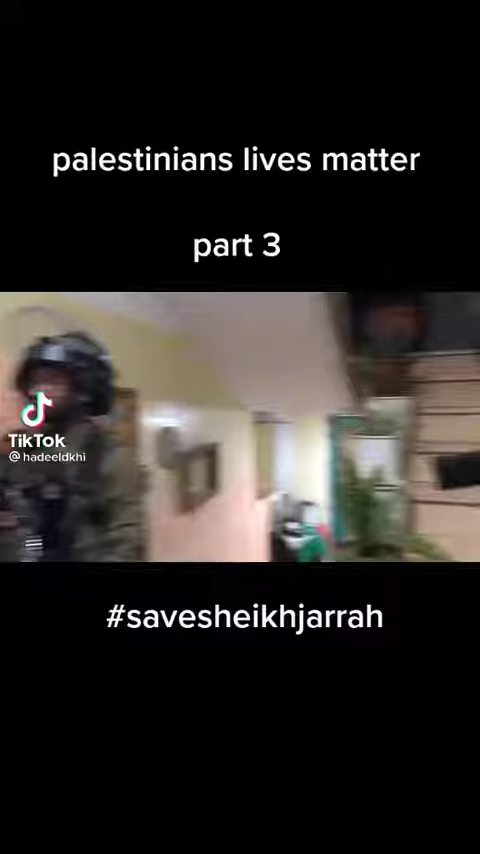 palestinians lives matter
part 3
TikTok
@hadeeldkhi
#savesheikhjarrah